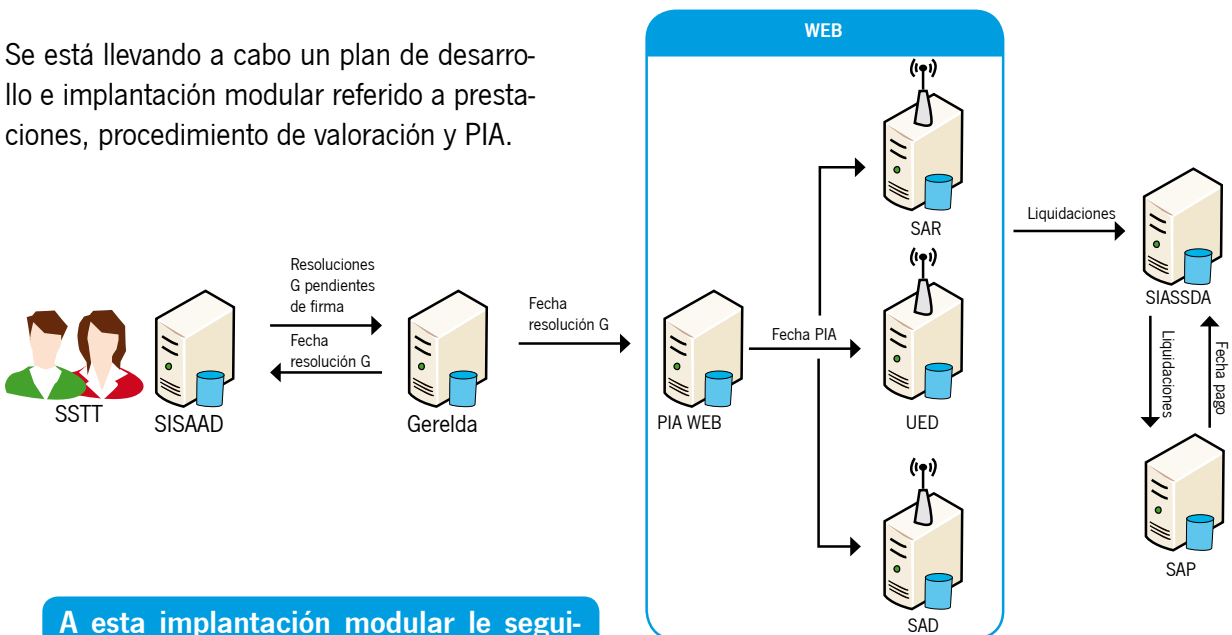 Se está llevando a cabo un plan de desarro-
llo e implantación modular referido a presta-
ciones, procedimiento de valoración y PIA.
WEB
SAR
Liquidaciones
SIASSDA
Resoluciones
G pendientes
de firma
Fecha
resolución G
Fecha
resolución G
Fecha PIA
Liquidaciones
Fecha pago
SSTT
SISAAD
Gerelda
PIA WEB
UED
SAP
SAD
A esta implantación modular le segui-